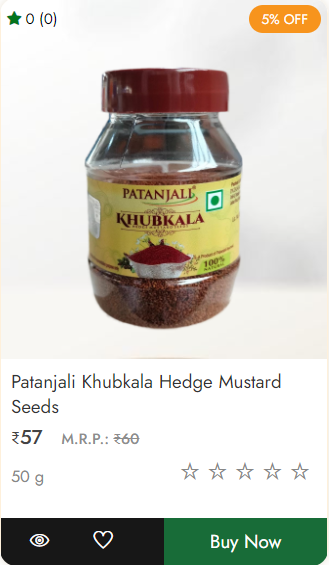 0 (0)
5% OFF
PATANJALI
KHUBKALA
100%
Patanjali Khubkala Hedge Mustard
Seeds
₹57 M.R.P.: ₹60
50 g
Buy Now